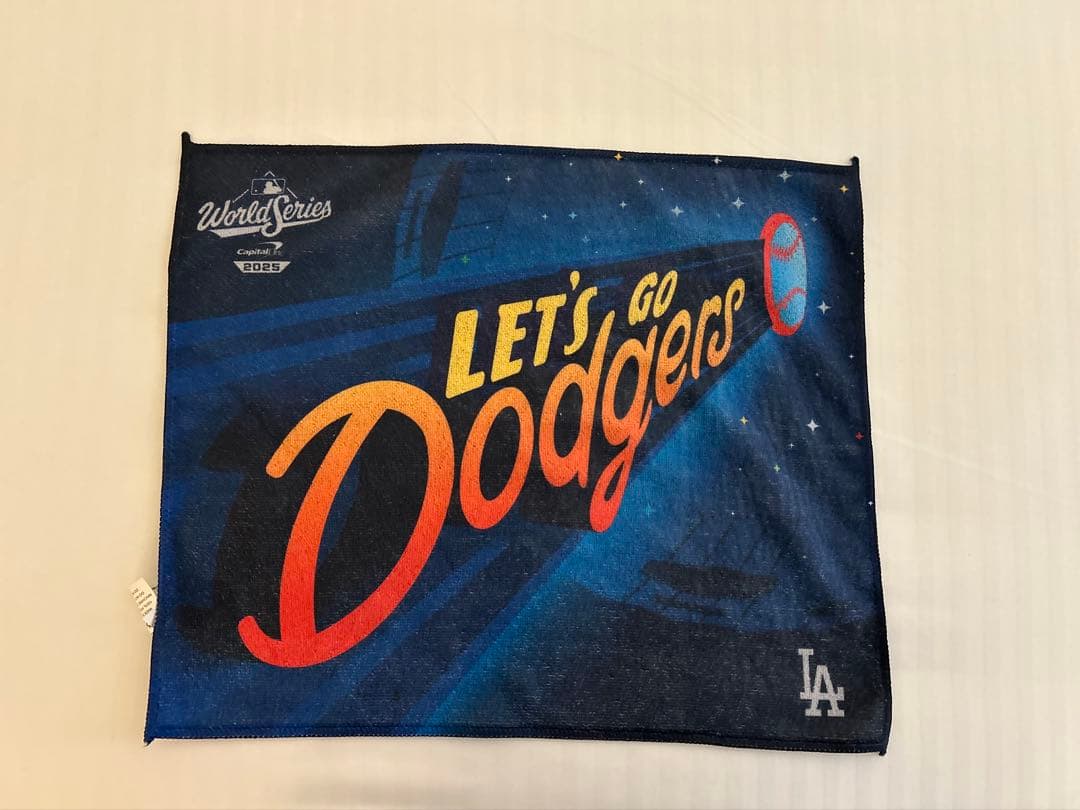 World Series
Capital One
2025
LET'S GO
Dodgers
LA